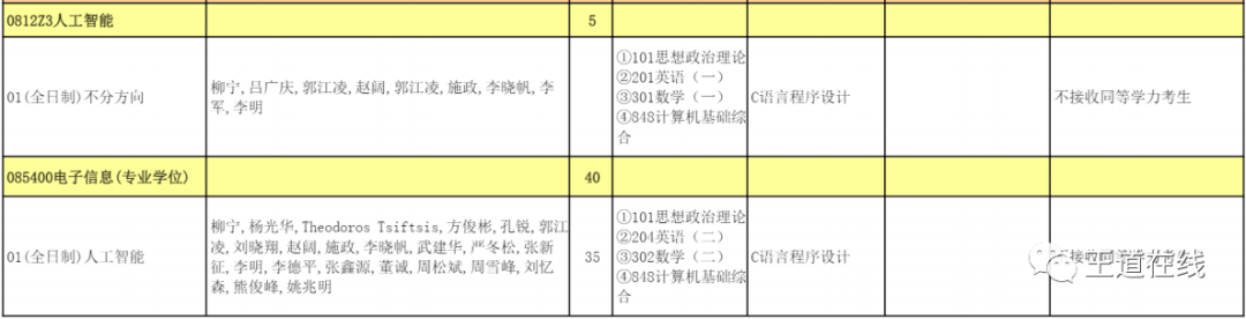 0812Z3人工智能 5
01(全日制)不分方向
柳宁,吕广庆,郭江凌,赵阔,郭江凌,施政,李晓帆,李
军,李明
①101思想政治理论
②201英语（一）
③301数学（一）
④848计算机基础综
合
C语言程序设计
不接收同等学力考生
085400电子信息(专业学位) 40
01(全日制)人工智能
柳宁,杨光华,Theodoros Tsiftsis,方俊彬,孔锐,郭江
凌,刘晓翔,赵阔,施政,李晓帆,武建华,严冬松,张新
征,李明,李德平,张鑫源,董诚,周松斌,周雪峰,刘忆
森,熊俊峰,姚兆明
35
①101思想政治理论
②204英语（二）
③302数学（二）
④848计算机基础综
合
C语言程序设计
王道在线